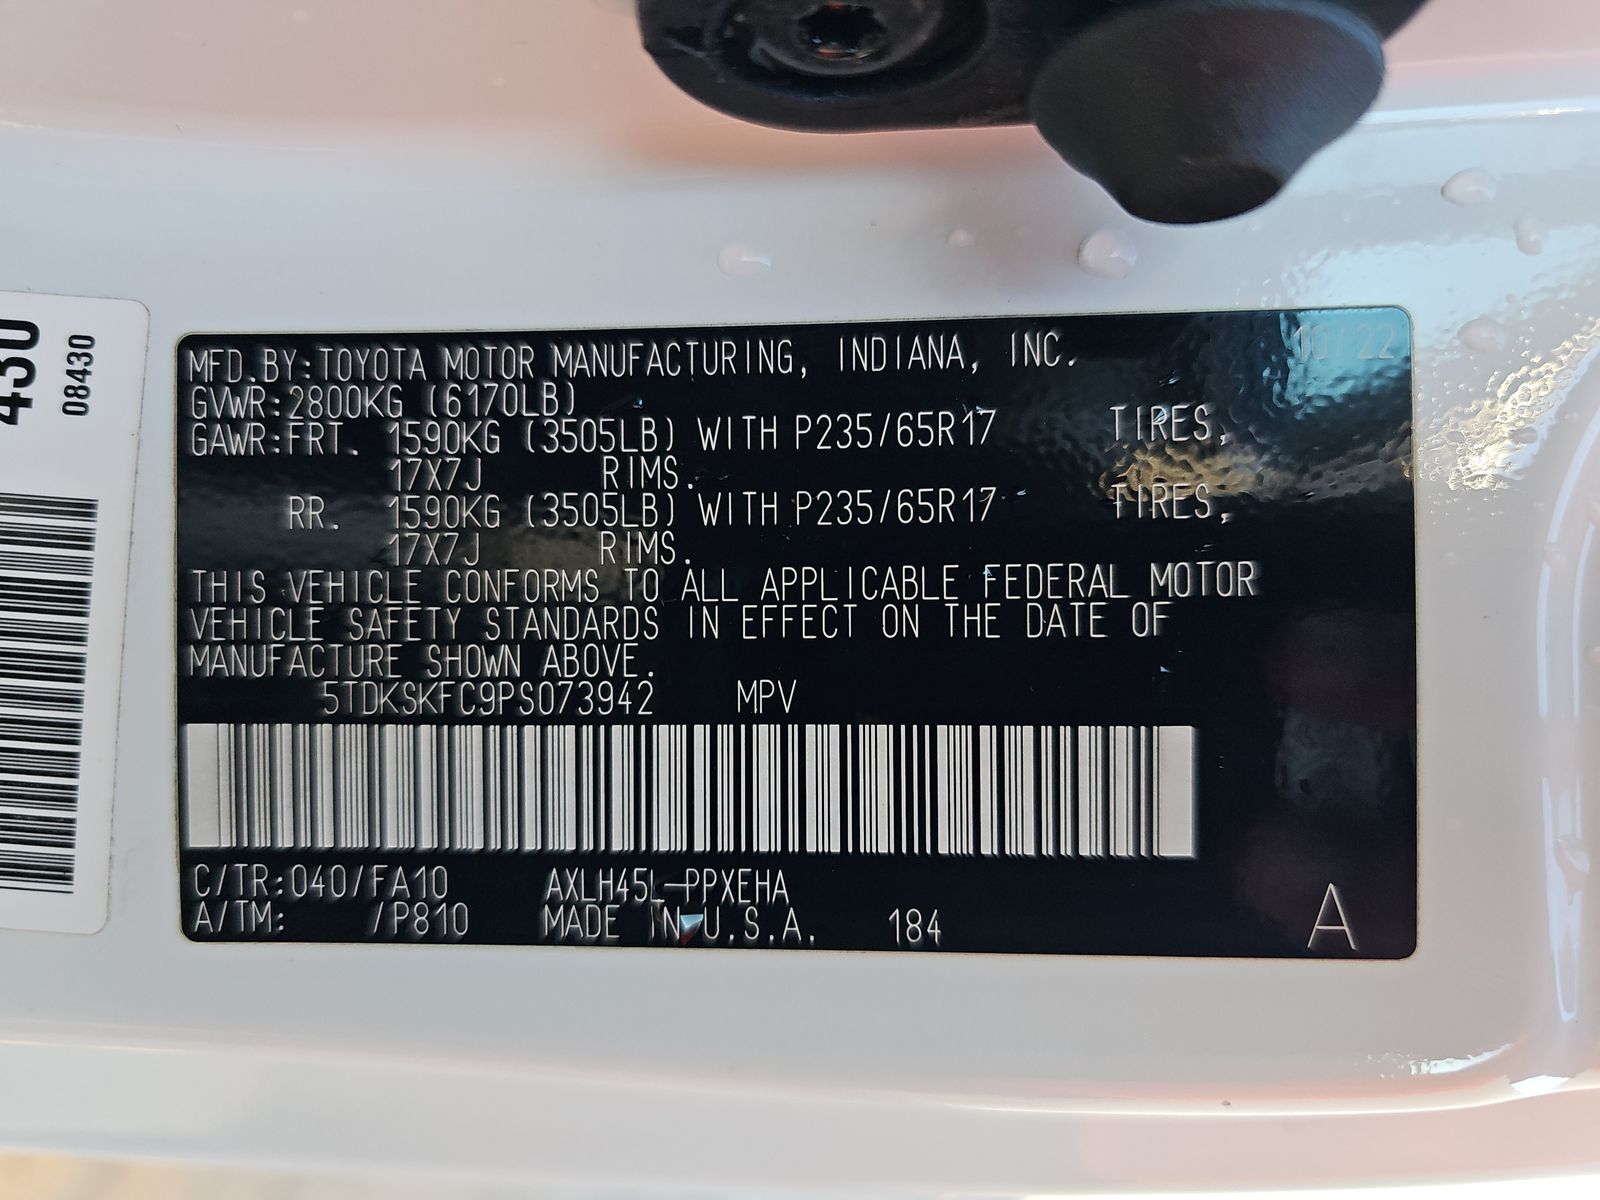 430
08430
MFD.BY:TOYOTA MOTOR MANUFACTURING, INDIANA, INC. 10/22
GVWR:2800KG (6170LB)
GAWR:FRT. 1590KG (3505LB) WITH P235/65R17 TIRES,
17X7J RIMS.
RR. 1590KG (3505LB) WITH P235/65R17 TIRES,
17X7J RIMS.
THIS VEHICLE CONFORMS TO ALL APPLICABLE FEDERAL MOTOR
VEHICLE SAFETY STANDARDS IN EFFECT ON THE DATE OF
MANUFACTURE SHOWN ABOVE.
5TDKSKFC9PS073942 MPV
C/TR:040/FA10 AXLH45L-PPXEHA
A/TM: /P810 MADE IN U.S.A. 184 A